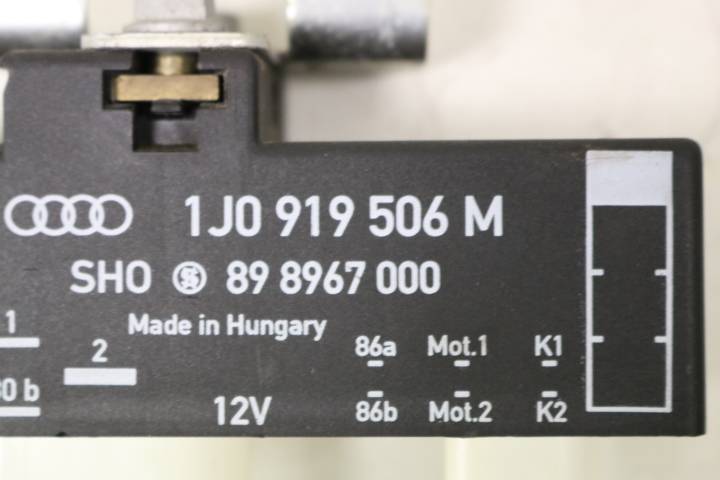 1J0 919 506 M
SHO 89 8967 000
Made in Hungary
1
2
86a Mot.1 K1
0 b
12V
86b Mot.2 K2